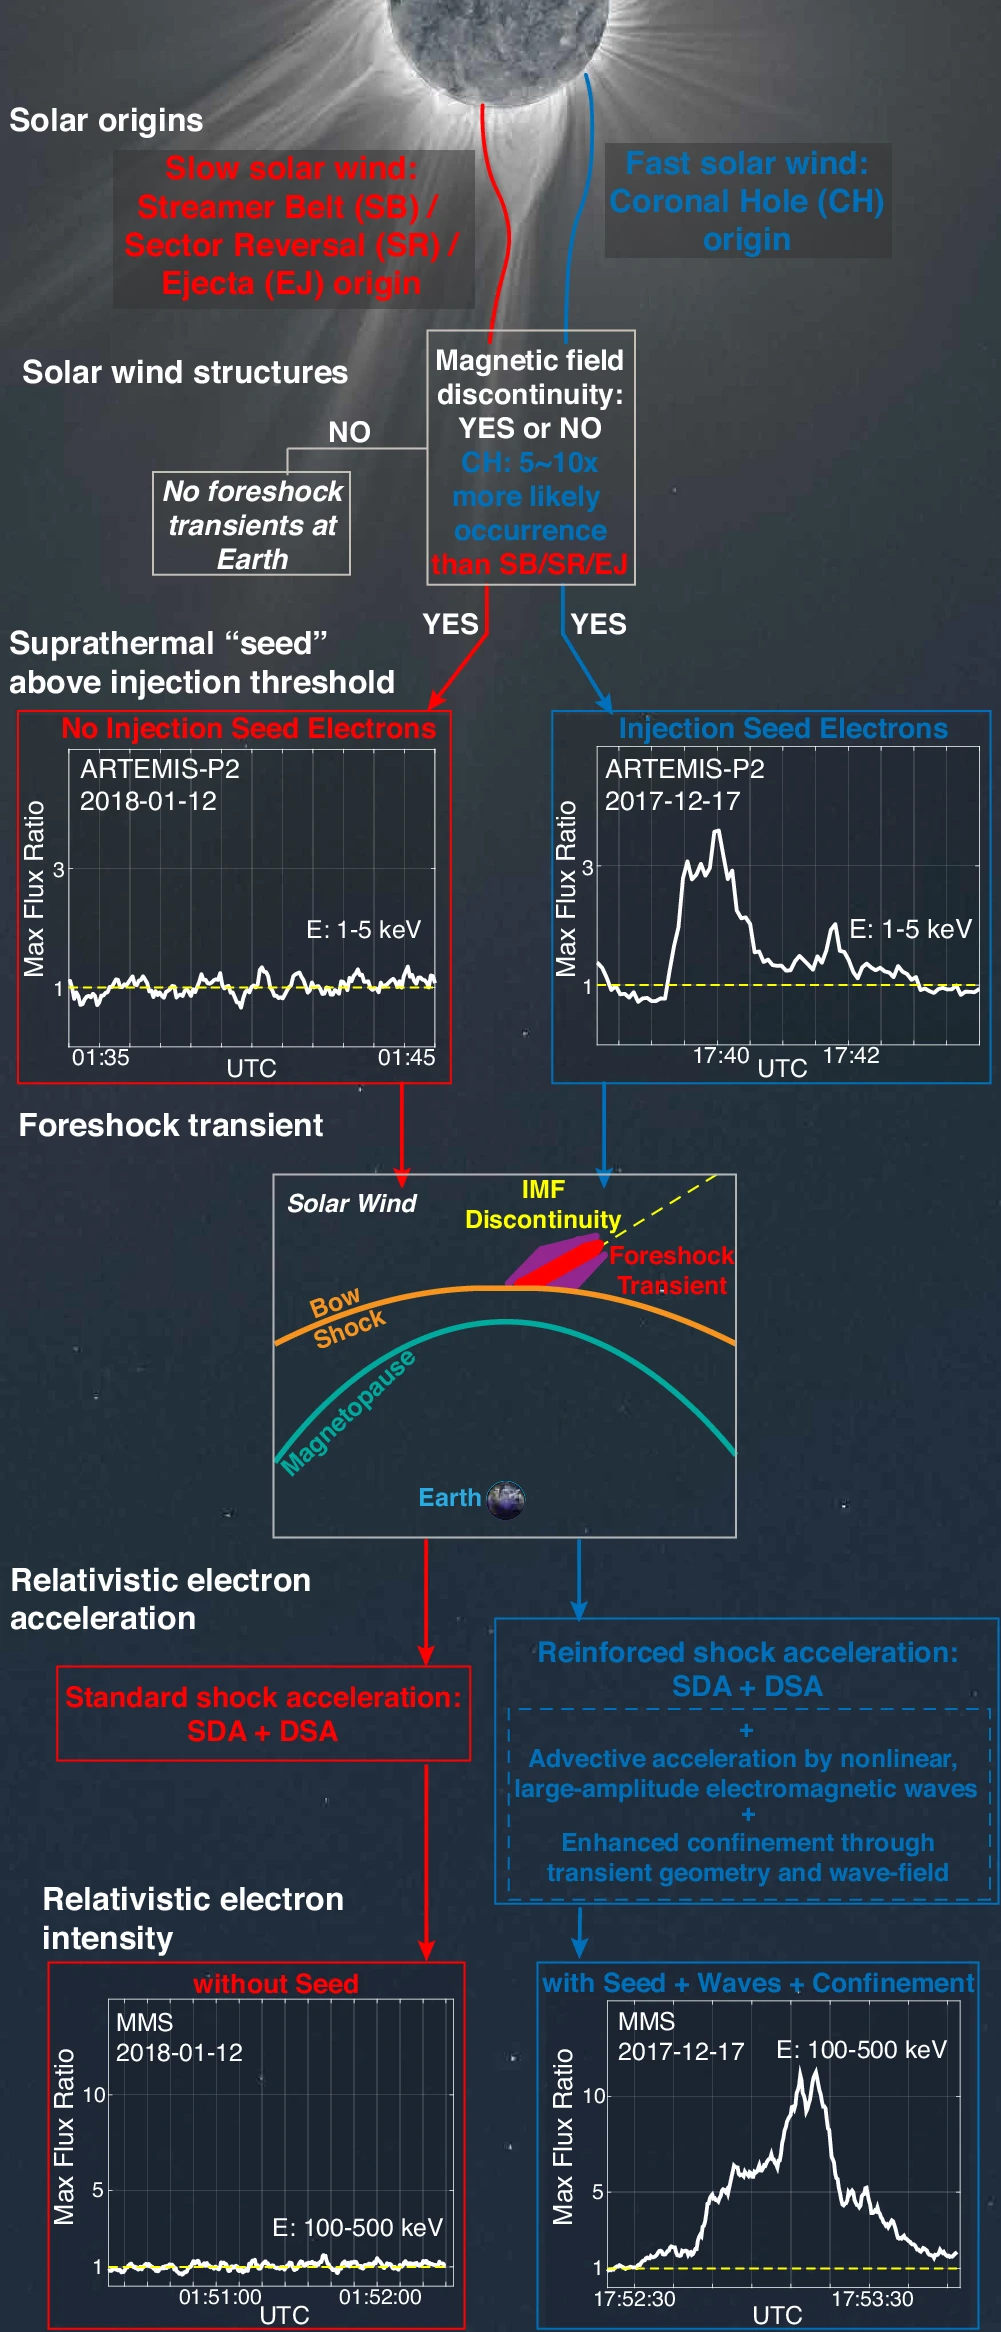 Solar origins
Slow solar wind:
Streamer Belt (SB) /
Sector Reversal (SR) /
Ejecta (EJ) origin
Fast solar wind:
Coronal Hole (CH)
origin
Solar wind structures
Magnetic field
discontinuity:
YES or NO
CH: 5~10x
more likely
occurrence
than SB/SR/EJ
NO
No foreshock
transients at
Earth
YES
YES
Suprathermal “seed”
above injection threshold
No Injection Seed Electrons
ARTEMIS-P2
2018-01-12
Max Flux Ratio
3
E: 1-5 keV
1
01:35
01:45
UTC
Injection Seed Electrons
ARTEMIS-P2
2017-12-17
Max Flux Ratio
3
E: 1-5 keV
1
17:40
17:42
UTC
Foreshock transient
Solar Wind
IMF
Discontinuity
Foreshock
Transient
Bow
Shock
Magnetopause
Earth
Relativistic electron
acceleration
Standard shock acceleration:
SDA + DSA
Reinforced shock acceleration:
SDA + DSA
+
Advective acceleration by nonlinear,
large-amplitude electromagnetic waves
+
Enhanced confinement through
transient geometry and wave-field
Relativistic electron
intensity
without Seed
MMS
2018-01-12
Max Flux Ratio
10
5
E: 100-500 keV
1
01:51:00
01:52:00
UTC
with Seed + Waves + Confinement
MMS
2017-12-17
E: 100-500 keV
Max Flux Ratio
10
5
1
17:52:30
17:53:30
UTC